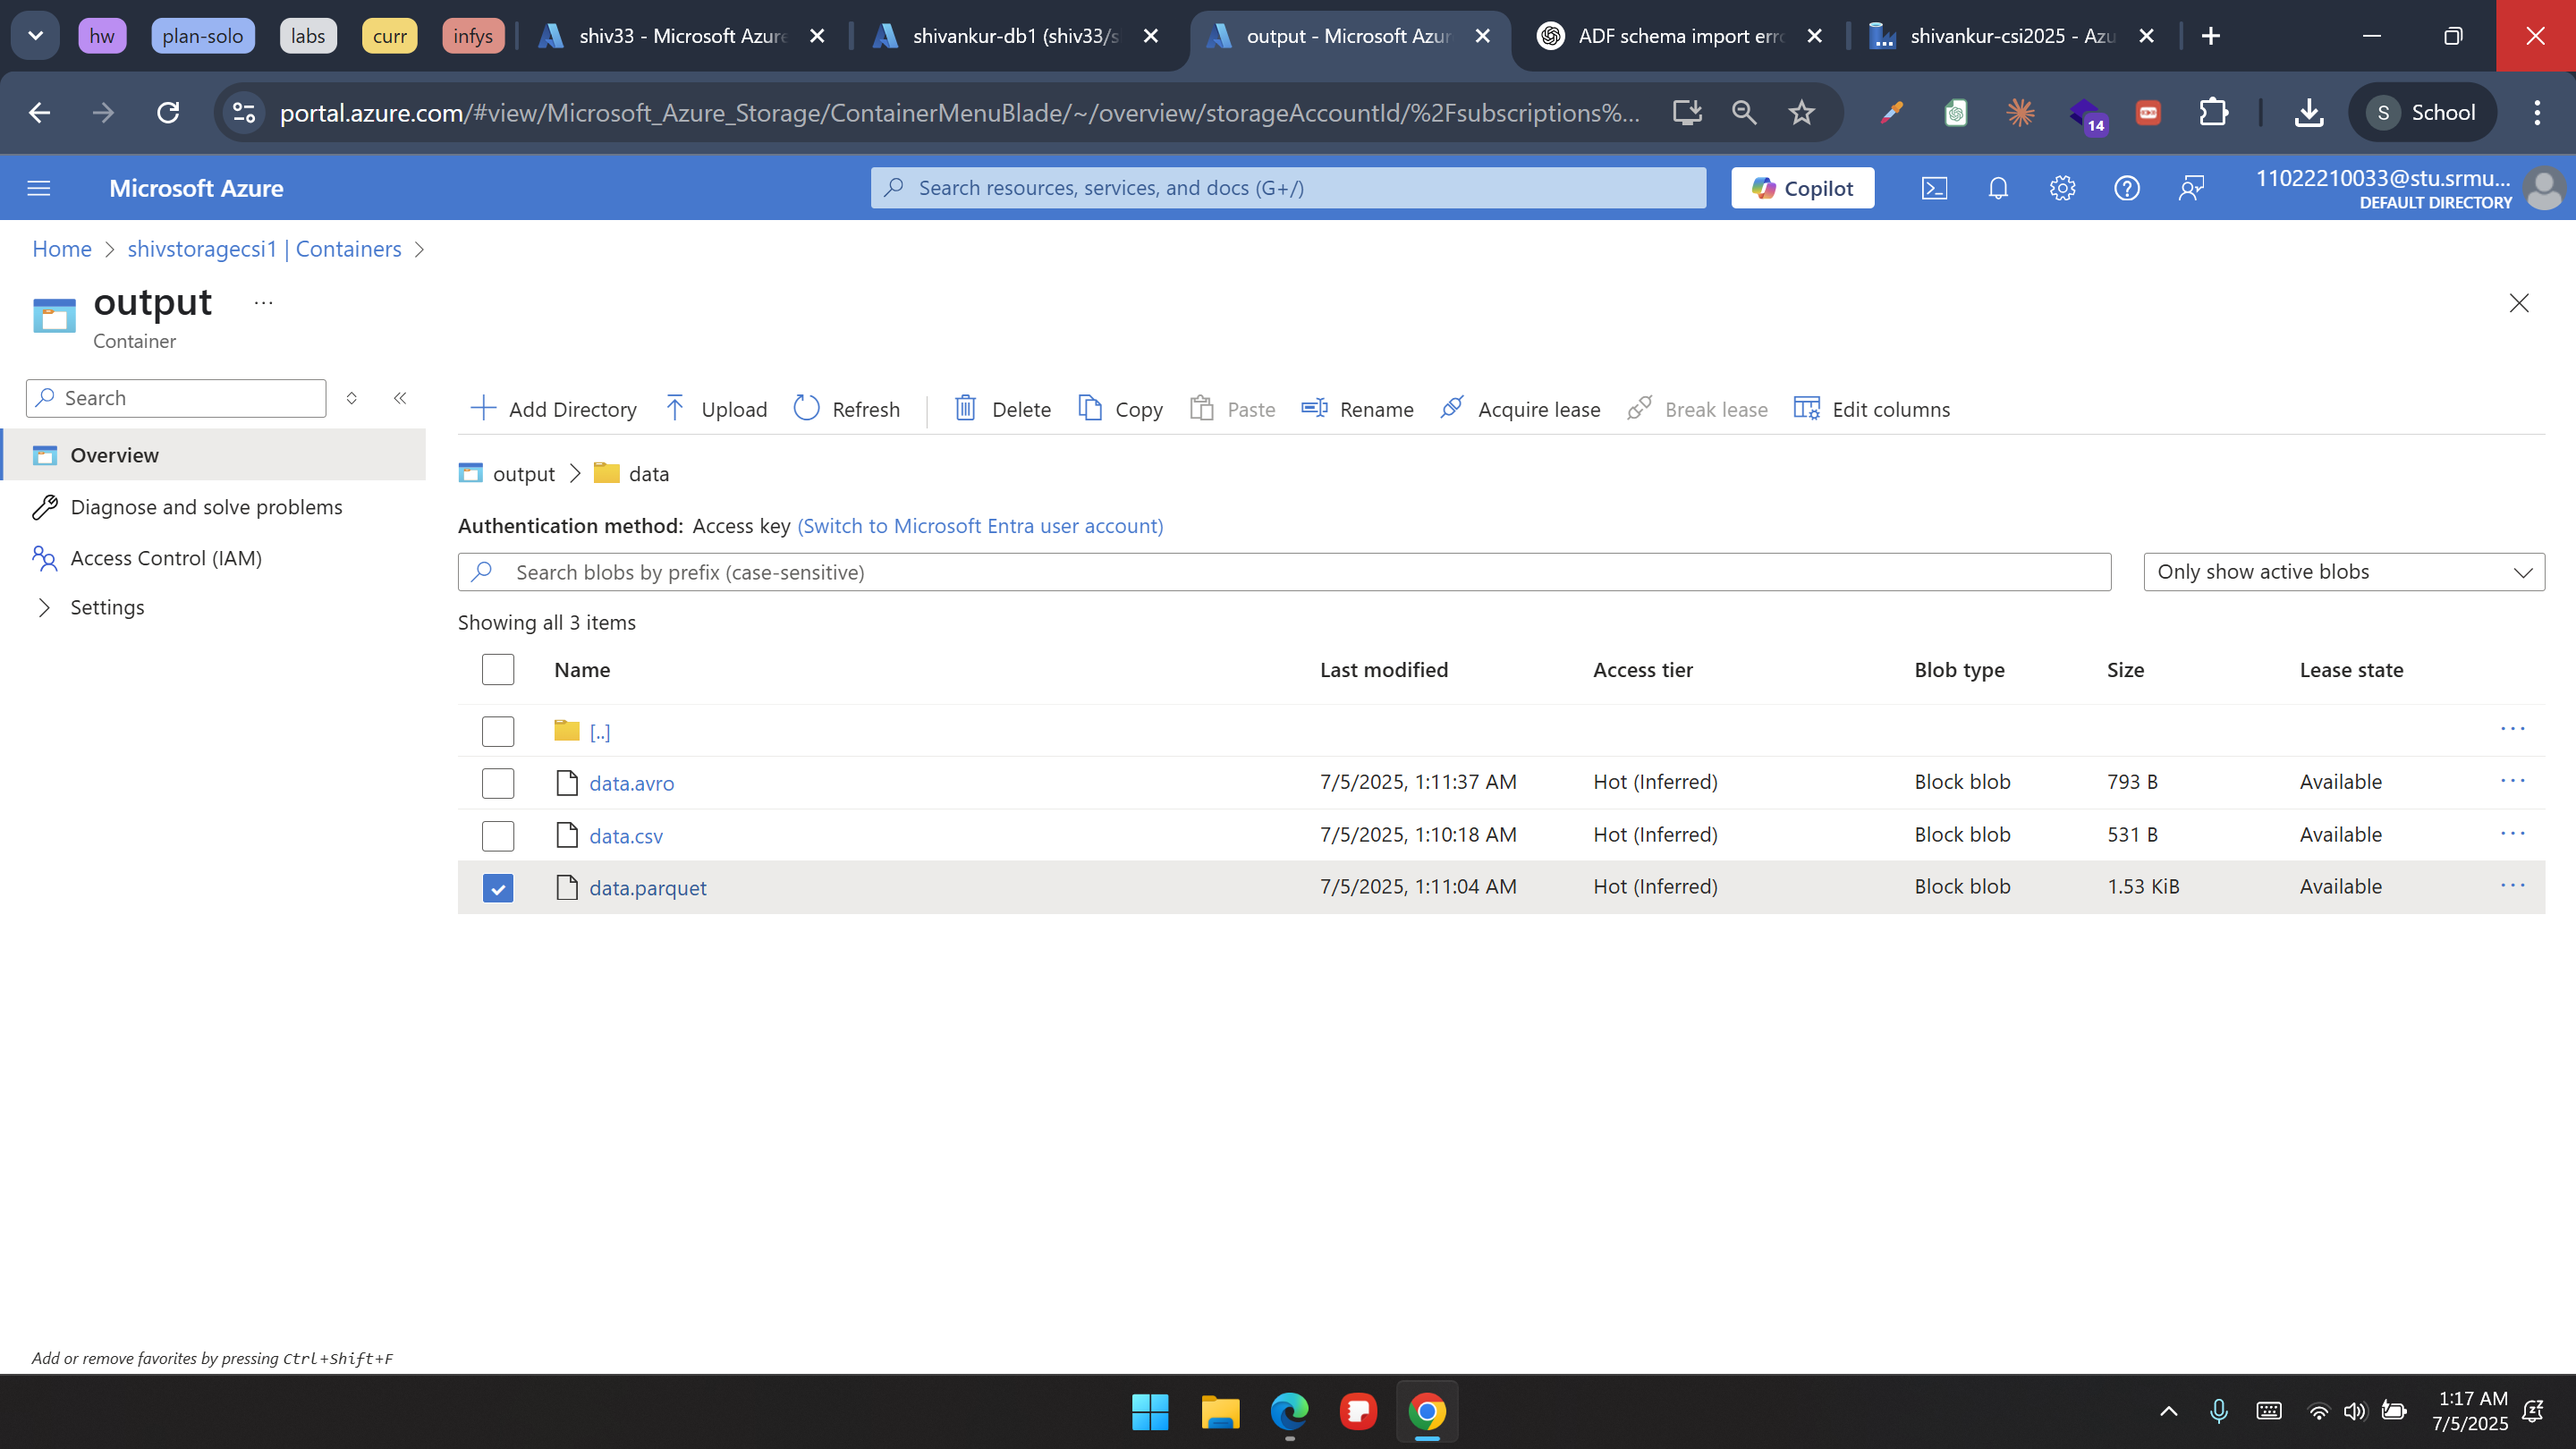 hw
plan-solo
labs
curr
infys
shiv33 - Microsoft Azure
shivankur-db1 (shiv33/s
output - Microsoft Azur
ADF schema import erro
shivankur-csi2025 - Azu
portal.azure.com/#view/Microsoft_Azure_Storage/ContainerMenuBlade/~/overview/storageAccountId/%2Fsubscriptions%...
14
S School
Microsoft Azure
Search resources, services, and docs (G+/)
Copilot
11022210033@stu.srmu...
DEFAULT DIRECTORY
Home > shivstoragecsi1 | Containers >
output ...
Container
Search
Add Directory Upload Refresh Delete Copy Paste Rename Acquire lease Break lease Edit columns
Overview
Diagnose and solve problems
Access Control (IAM)
Settings
output > data
Authentication method: Access key (Switch to Microsoft Entra user account)
Search blobs by prefix (case-sensitive)
Only show active blobs
Showing all 3 items
Name Last modified Access tier Blob type Size Lease state
[..] ...
data.avro 7/5/2025, 1:11:37 AM Hot (Inferred) Block blob 793 B Available ...
data.csv 7/5/2025, 1:10:18 AM Hot (Inferred) Block blob 531 B Available ...
data.parquet 7/5/2025, 1:11:04 AM Hot (Inferred) Block blob 1.53 KiB Available ...
Add or remove favorites by pressing Ctrl+Shift+F
1:17 AM
7/5/2025